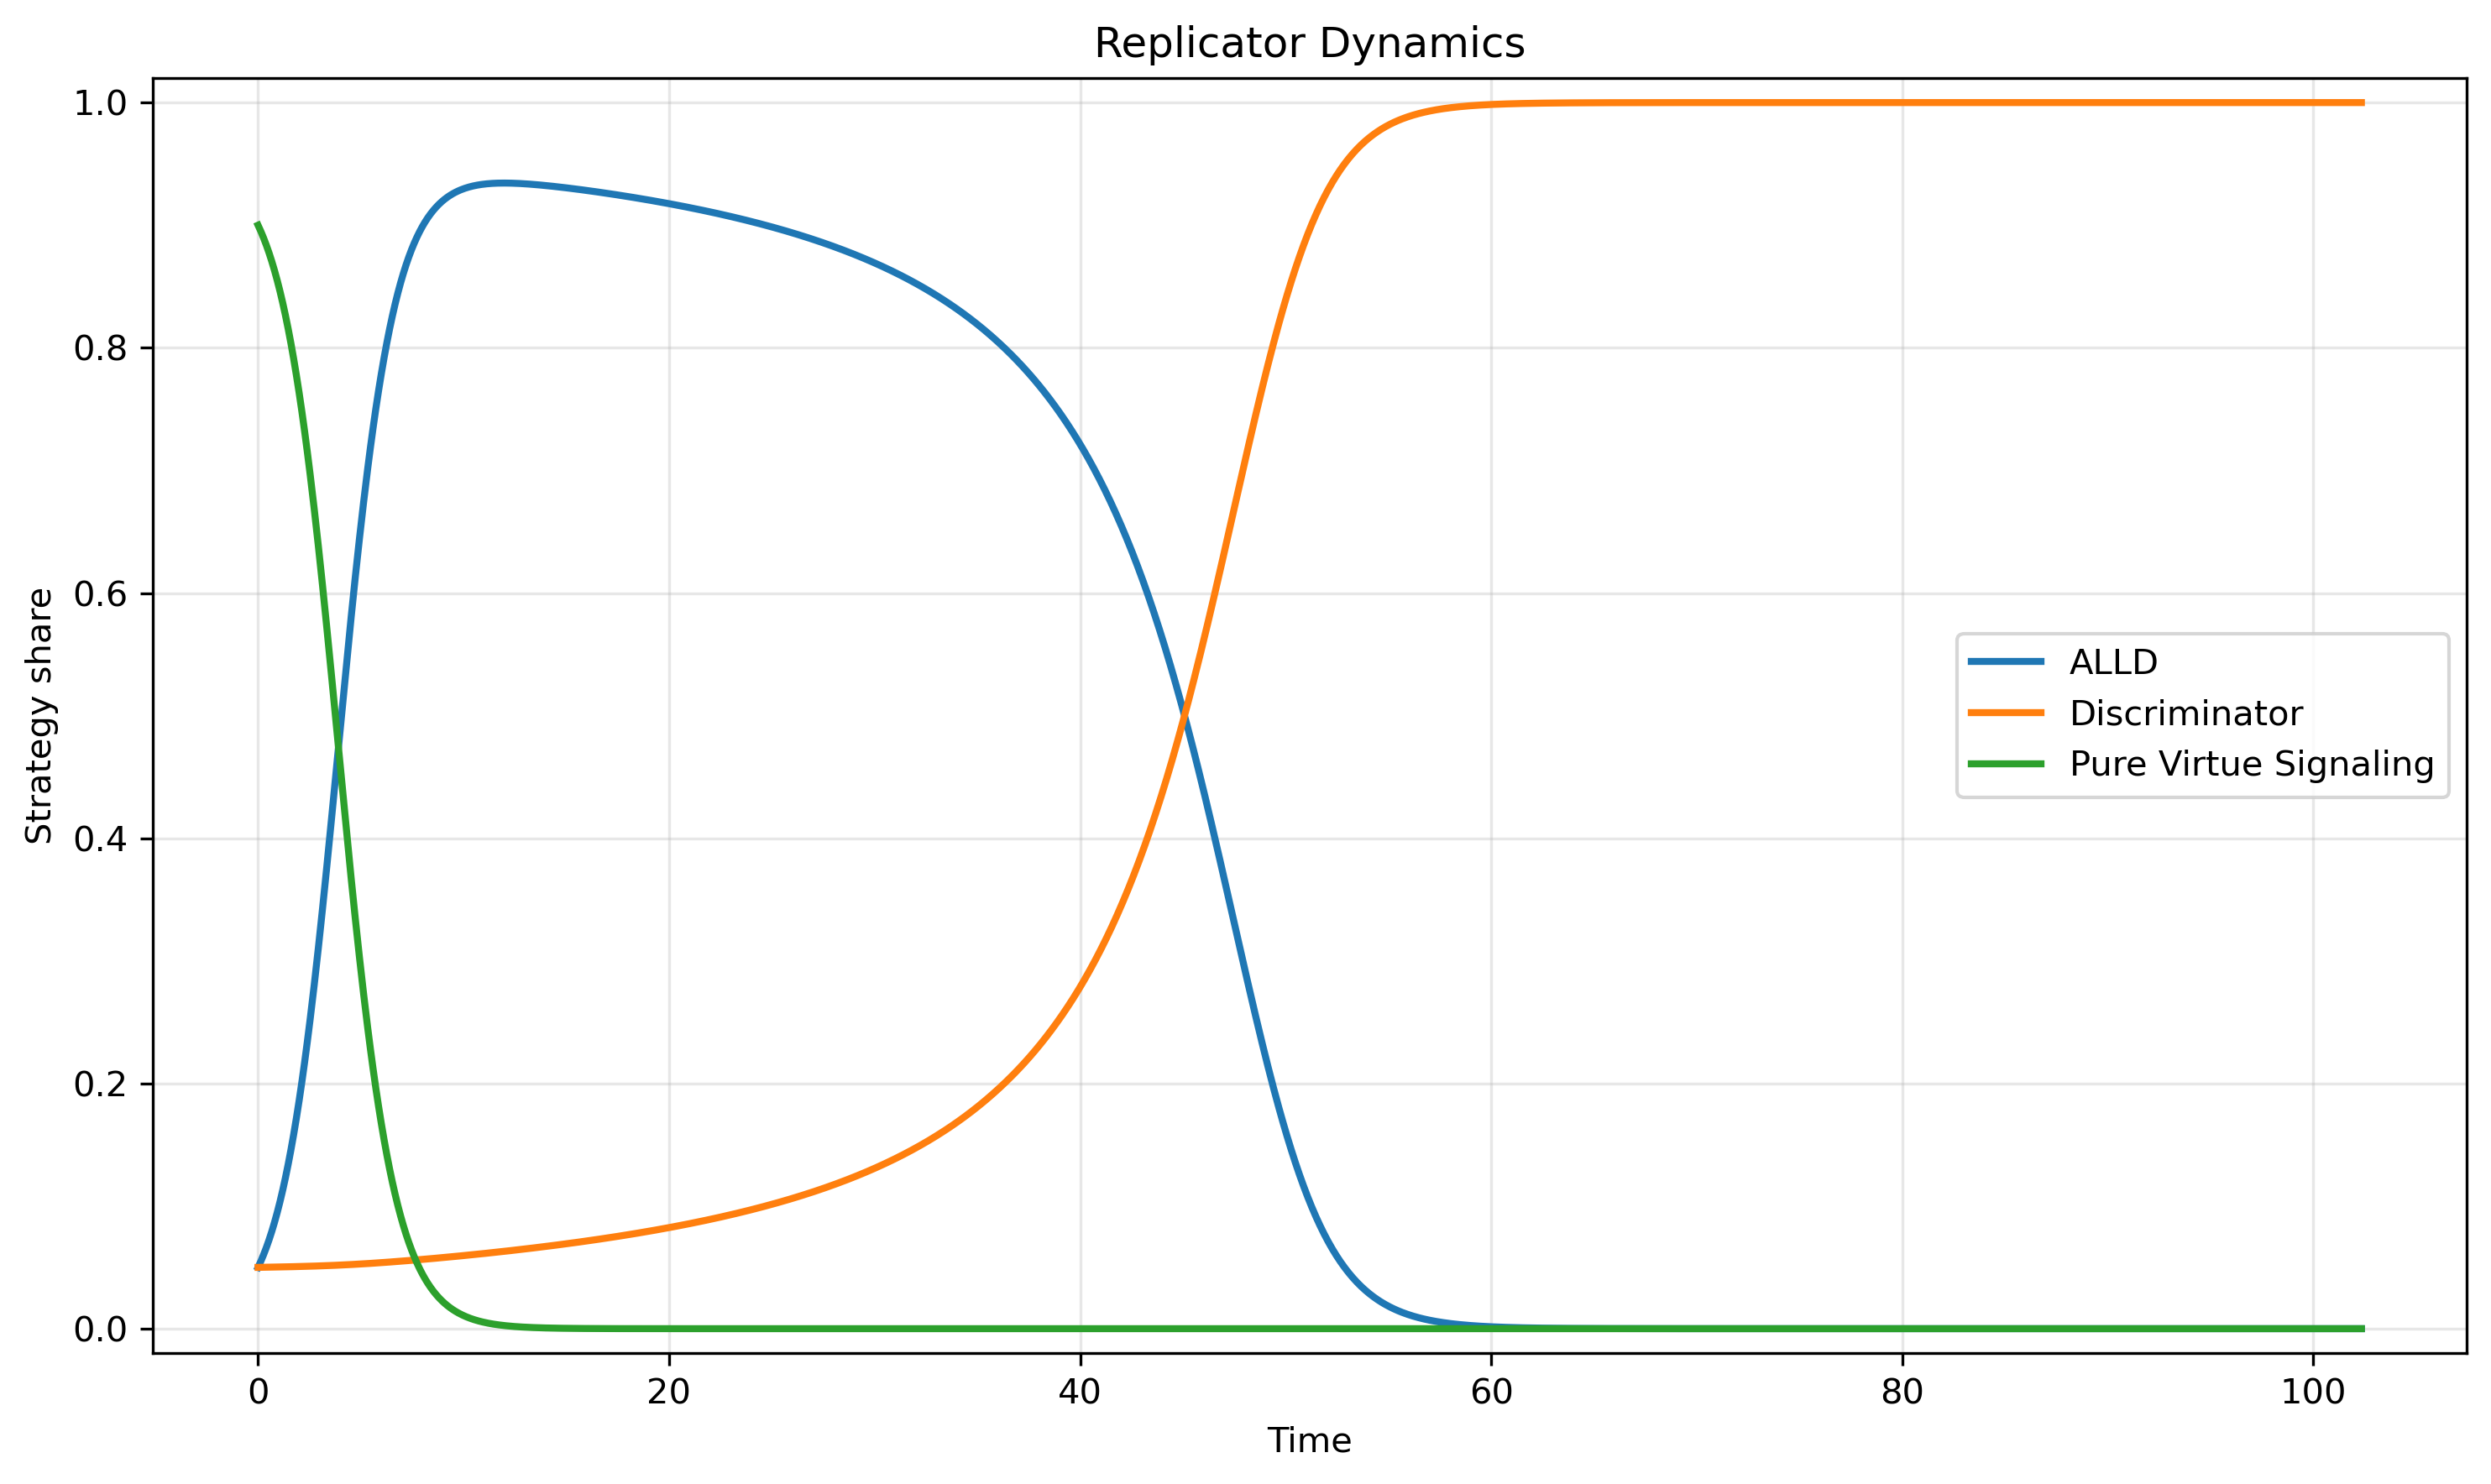 Replicator Dynamics
Strategy share
1.0
0.8
0.6
0.4
0.2
0.0
ALLD
Discriminator
Pure Virtue Signaling
0 20 40 60 80 100
Time